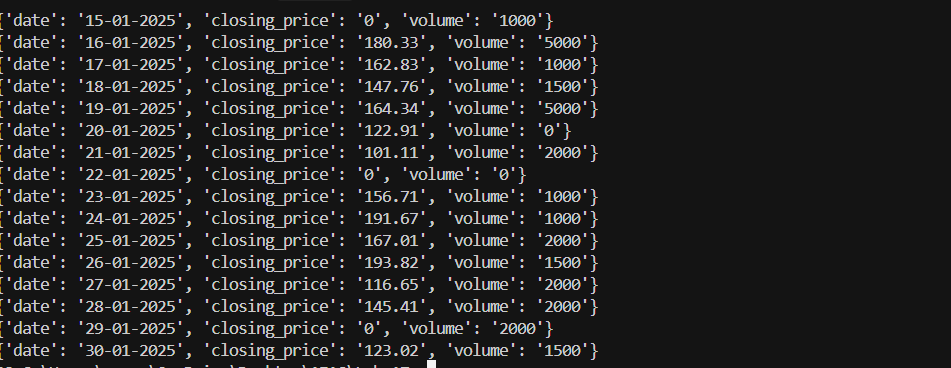 {'date': '15-01-2025', 'closing_price': '0', 'volume': '1000'}
{'date': '16-01-2025', 'closing_price': '180.33', 'volume': '5000'}
{'date': '17-01-2025', 'closing_price': '162.83', 'volume': '1000'}
{'date': '18-01-2025', 'closing_price': '147.76', 'volume': '1500'}
{'date': '19-01-2025', 'closing_price': '164.34', 'volume': '5000'}
{'date': '20-01-2025', 'closing_price': '122.91', 'volume': '0'}
{'date': '21-01-2025', 'closing_price': '101.11', 'volume': '2000'}
{'date': '22-01-2025', 'closing_price': '0', 'volume': '0'}
{'date': '23-01-2025', 'closing_price': '156.71', 'volume': '1000'}
{'date': '24-01-2025', 'closing_price': '191.67', 'volume': '1000'}
{'date': '25-01-2025', 'closing_price': '167.01', 'volume': '2000'}
{'date': '26-01-2025', 'closing_price': '193.82', 'volume': '1500'}
{'date': '27-01-2025', 'closing_price': '116.65', 'volume': '2000'}
{'date': '28-01-2025', 'closing_price': '145.41', 'volume': '2000'}
{'date': '29-01-2025', 'closing_price': '0', 'volume': '2000'}
{'date': '30-01-2025', 'closing_price': '123.02', 'volume': '1500'}